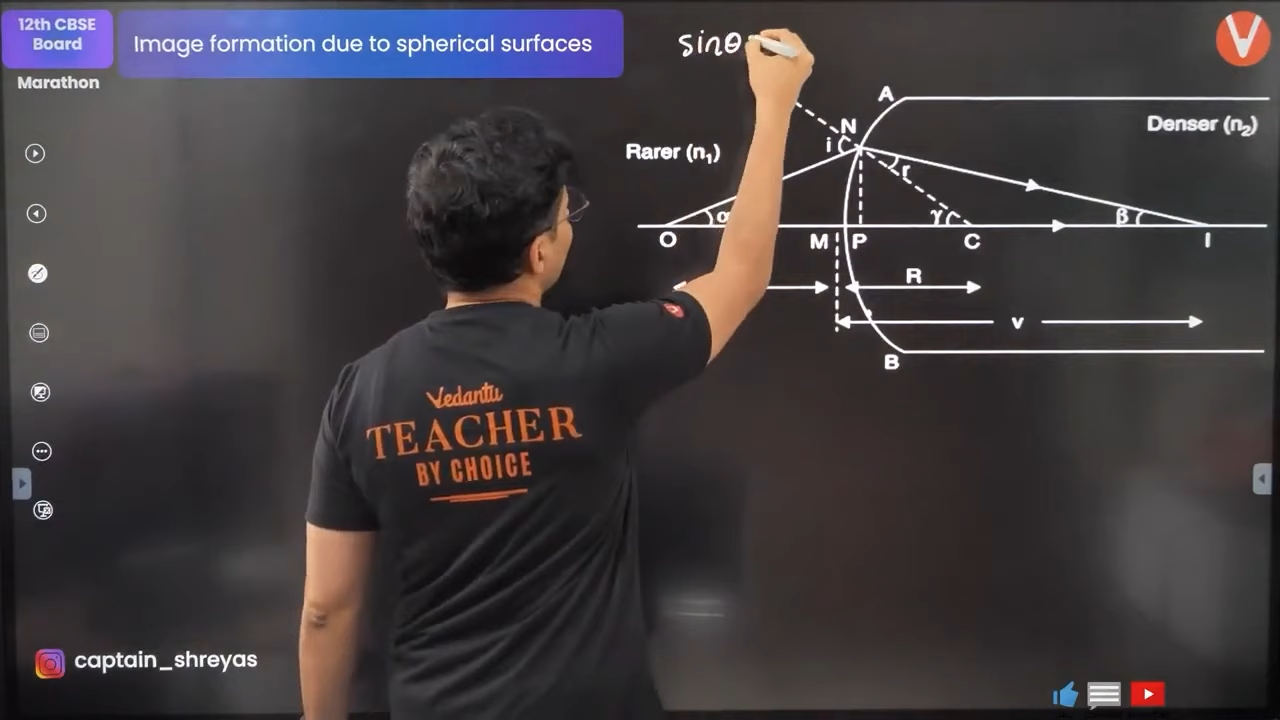 12th CBSE
Board
Marathon
Image formation due to spherical surfaces
sinθ
V
A
Denser (n₂)
N
i
Rarer (n₁)
r
α
γ
β
O
M
P
C
I
R
v
B
Vedantu
TEACHER
BY CHOICE
captain_shreyas